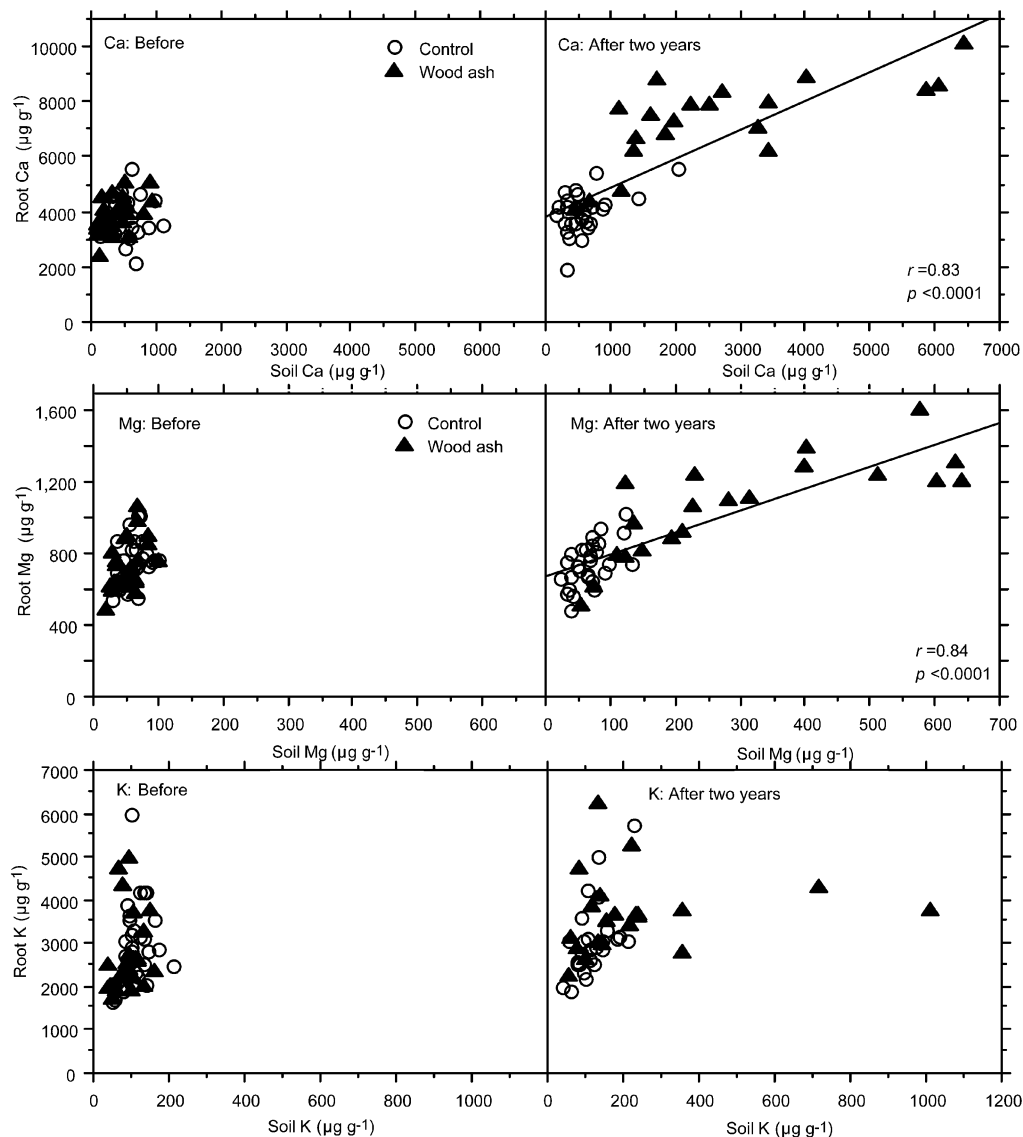 Ca: Before
Control
Wood ash
Ca: After two years
10000
8000
6000
4000
2000
0
Root Ca (µg g-1)
r =0.83
p <0.0001
0 1000 2000 3000 4000 5000 6000 0 1000 2000 3000 4000 5000 6000 7000
Soil Ca (µg g-1) Soil Ca (µg g-1)
Mg: Before
Control
Wood ash
Mg: After two years
1,600
1,200
800
400
0
Root Mg (µg g-1)
r =0.84
p <0.0001
0 100 200 300 400 500 600 0 100 200 300 400 500 600 700
Soil Mg (µg g-1) Soil Mg (µg g-1)
K: Before
K: After two years
7000
6000
5000
4000
3000
2000
1000
0
Root K (µg g-1)
0 200 400 600 800 1000 0 200 400 600 800 1000 1200
Soil K (µg g-1) Soil K (µg g-1)